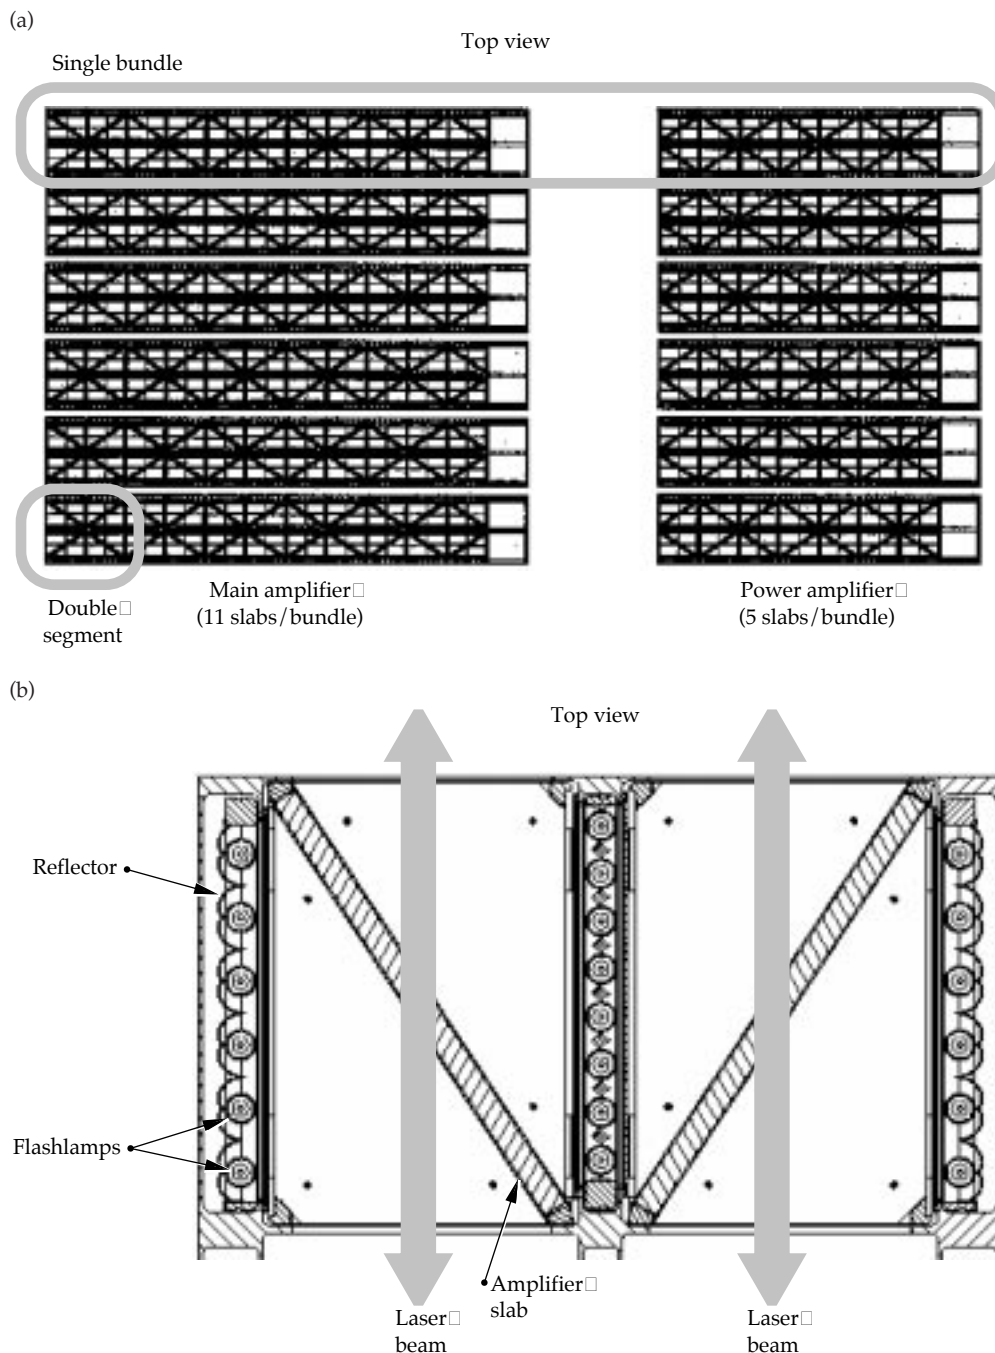 (a)
Top view
Single bundle
Double
segment
Main amplifier
(11 slabs/bundle)
Power amplifier
(5 slabs/bundle)
(b)
Top view
Reflector
Flashlamps
Amplifier
slab
Laser
beam
Laser
beam